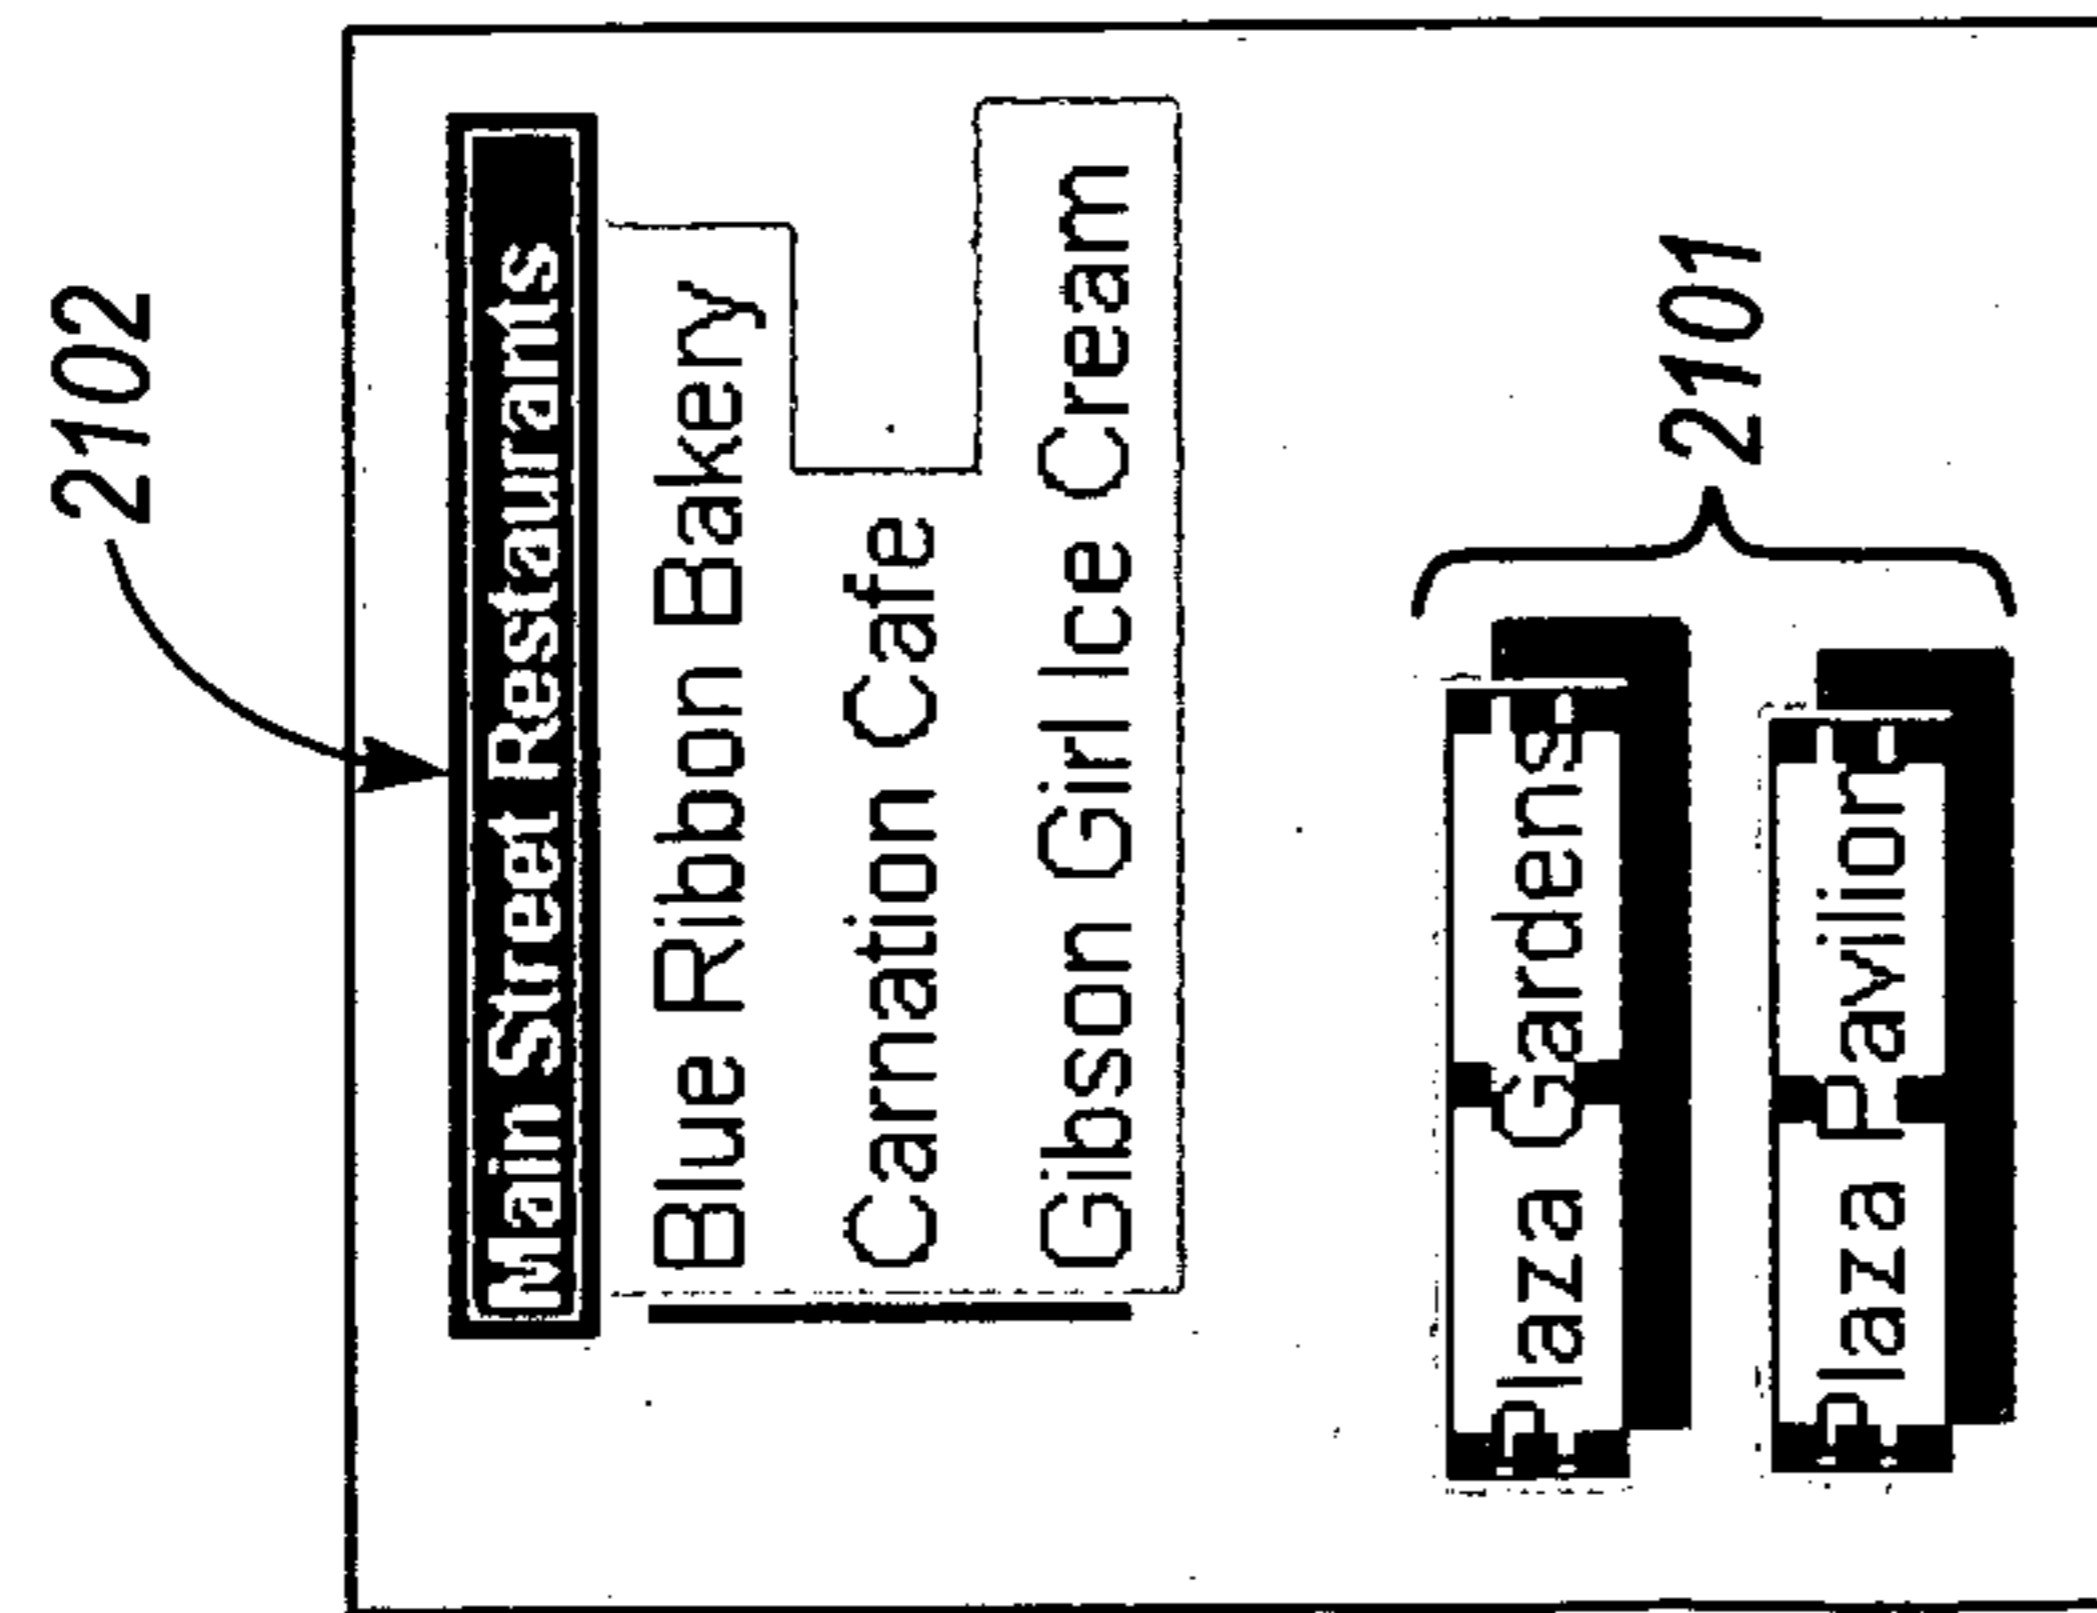 2102
Main Street Restaurants
Blue Ribbon Bakery
Carnation Cafe
Gibson Girl Ice Cream
2101
Plaza Gardens
Plaza Pavilion